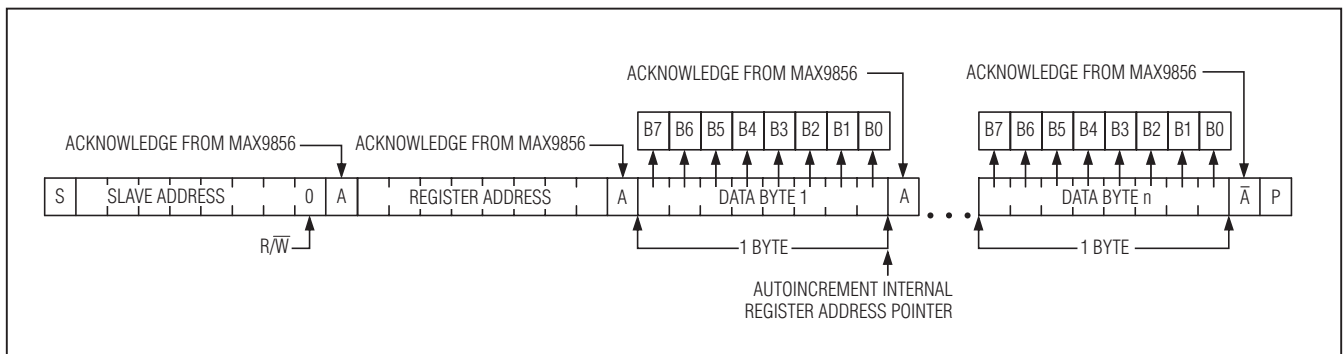 ACKNOWLEDGE FROM MAX9856
ACKNOWLEDGE FROM MAX9856
B7 B6 B5 B4 B3 B2 B1 B0
B7 B6 B5 B4 B3 B2 B1 B0
ACKNOWLEDGE FROM MAX9856
ACKNOWLEDGE FROM MAX9856
S SLAVE ADDRESS 0 A REGISTER ADDRESS A DATA BYTE 1 A • • • DATA BYTE n A̅ P
R/W̅
1 BYTE
1 BYTE
AUTOINCREMENT INTERNAL
REGISTER ADDRESS POINTER